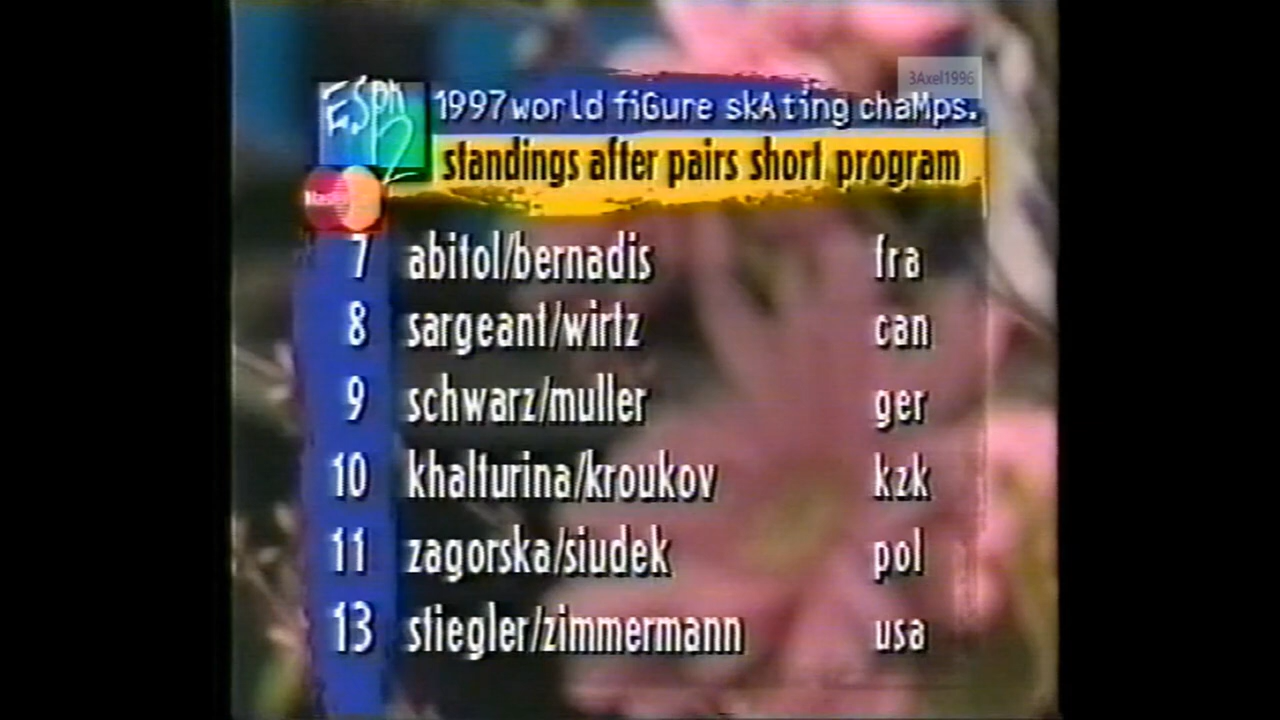 3Axel1996
ESPN2 1997 world fiGure skAting chaMps.
standings after pairs short program
7 abitol/bernadis fra
8 sargeant/wirtz can
9 schwarz/muller ger
10 khalturina/kroukov kzk
11 zagorska/siudek pol
13 stiegler/zimmermann usa